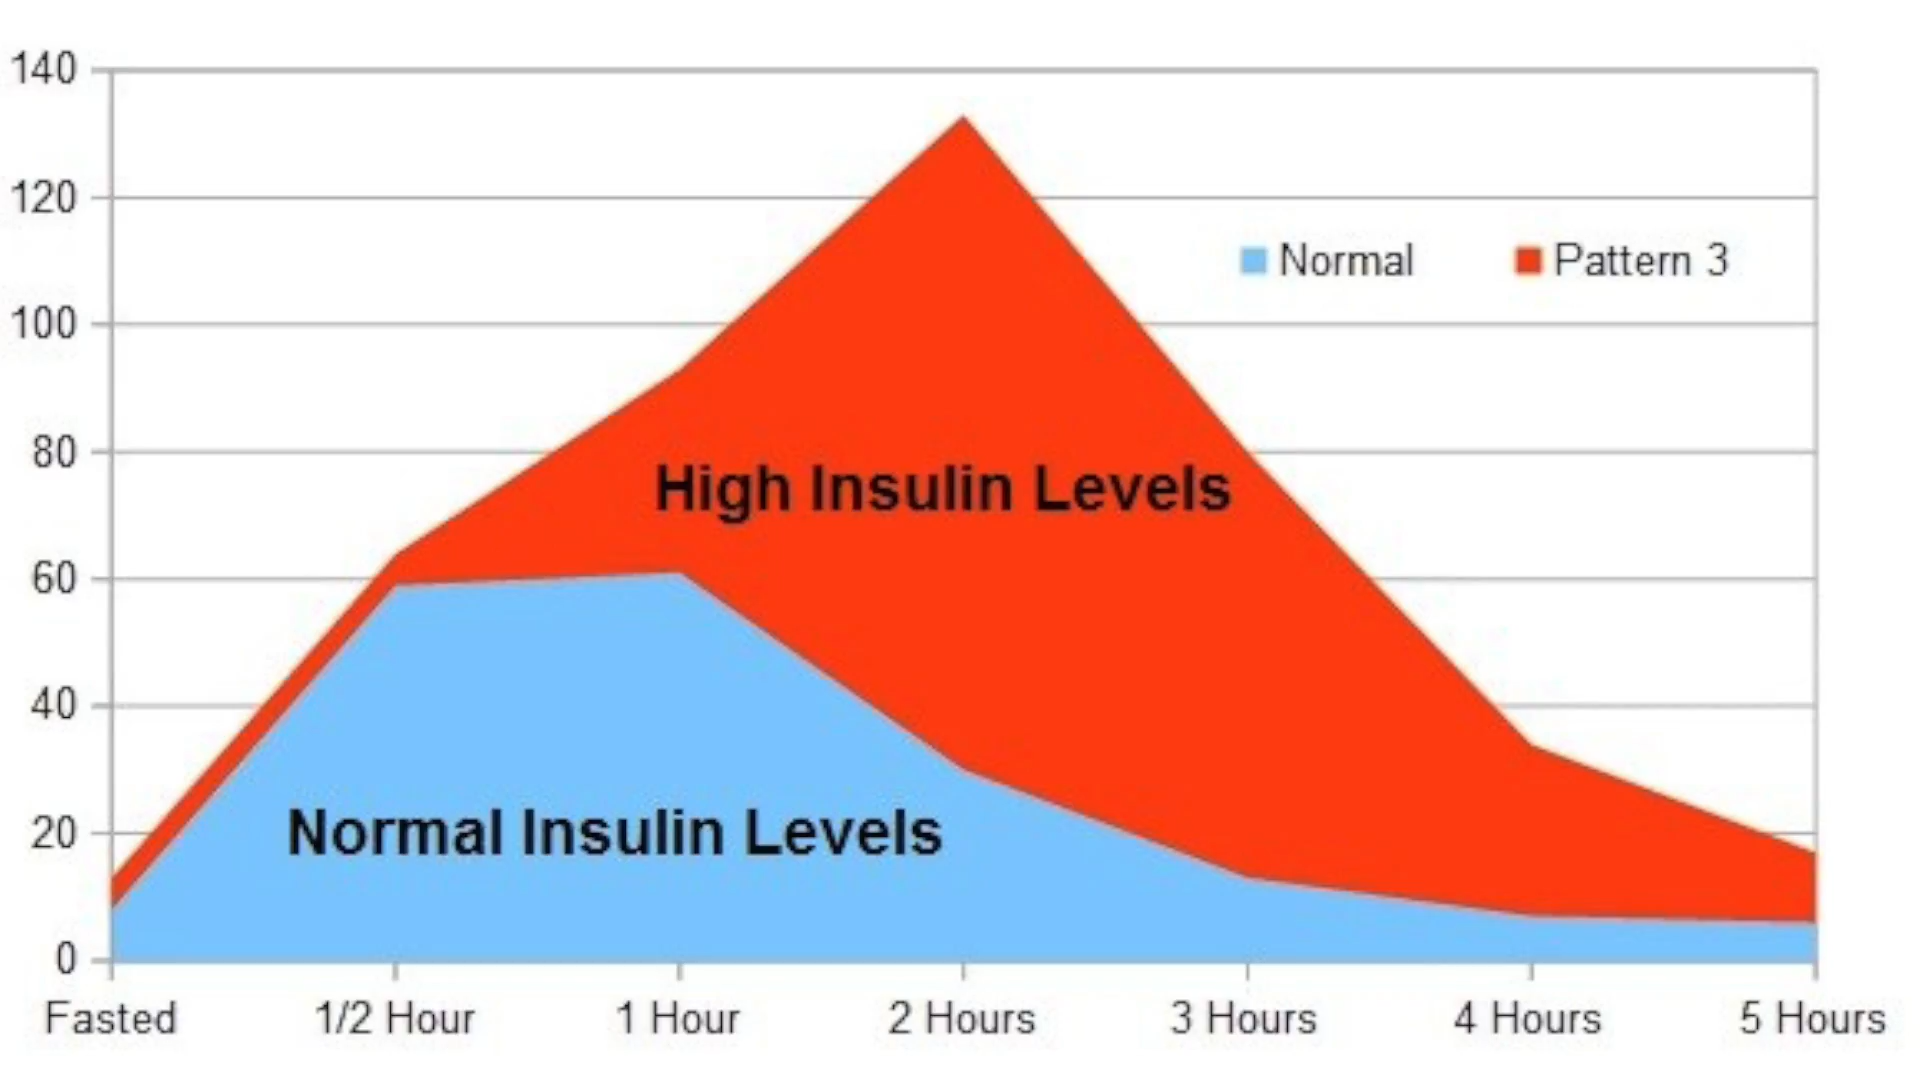 140
120
Normal Pattern 3
100
80
High Insulin Levels
60
40
20
Normal Insulin Levels
0
Fasted 1/2 Hour 1 Hour 2 Hours 3 Hours 4 Hours 5 Hours